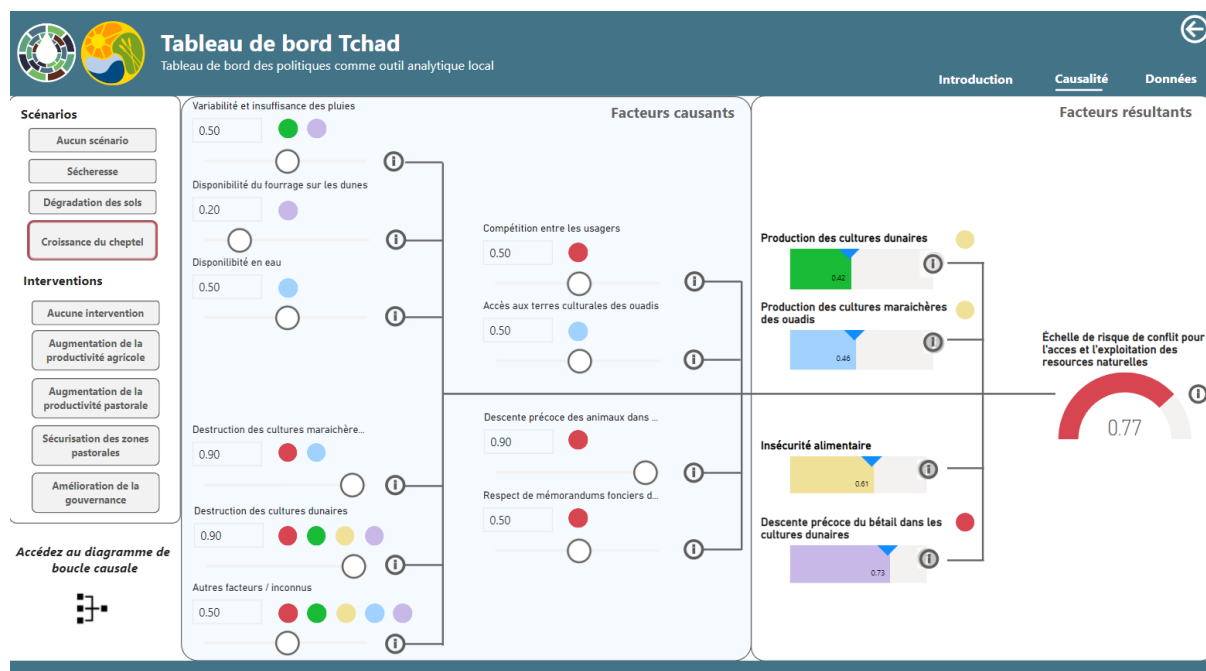 Tableau de bord Tchad
Tableau de bord des politiques comme outil analytique local
Introduction
Causalité
Données
Scénarios
Aucun scénario
Sécheresse
Dégradation des sols
Croissance du cheptel
Interventions
Aucune intervention
Augmentation de la
productivité agricole
Augmentation de la
productivité pastorale
Sécurisation des zones
pastorales
Amélioration de la
gouvernance
Accédez au diagramme de
boucle causale
Facteurs causants
Variabilité et insuffisance des pluies
0.50
Disponibilité du fourrage sur les dunes
0.20
Disponilibité en eau
0.50
Destruction des cultures maraichère...
0.90
Destruction des cultures dunaires
0.90
Autres facteurs / inconnus
0.50
Compétition entre les usagers
0.50
Accès aux terres culturales des ouadis
0.50
Descente précoce des animaux dans ...
0.90
Respect de mémorandums fonciers d...
0.50
Facteurs résultants
Production des cultures dunaires
0.42
Production des cultures maraichères
des ouadis
0.46
Insécurité alimentaire
0.61
Descente précoce du bétail dans les
cultures dunaires
0.73
Échelle de risque de conflit pour
l'acces et l'exploitation des
resources naturelles
0.77